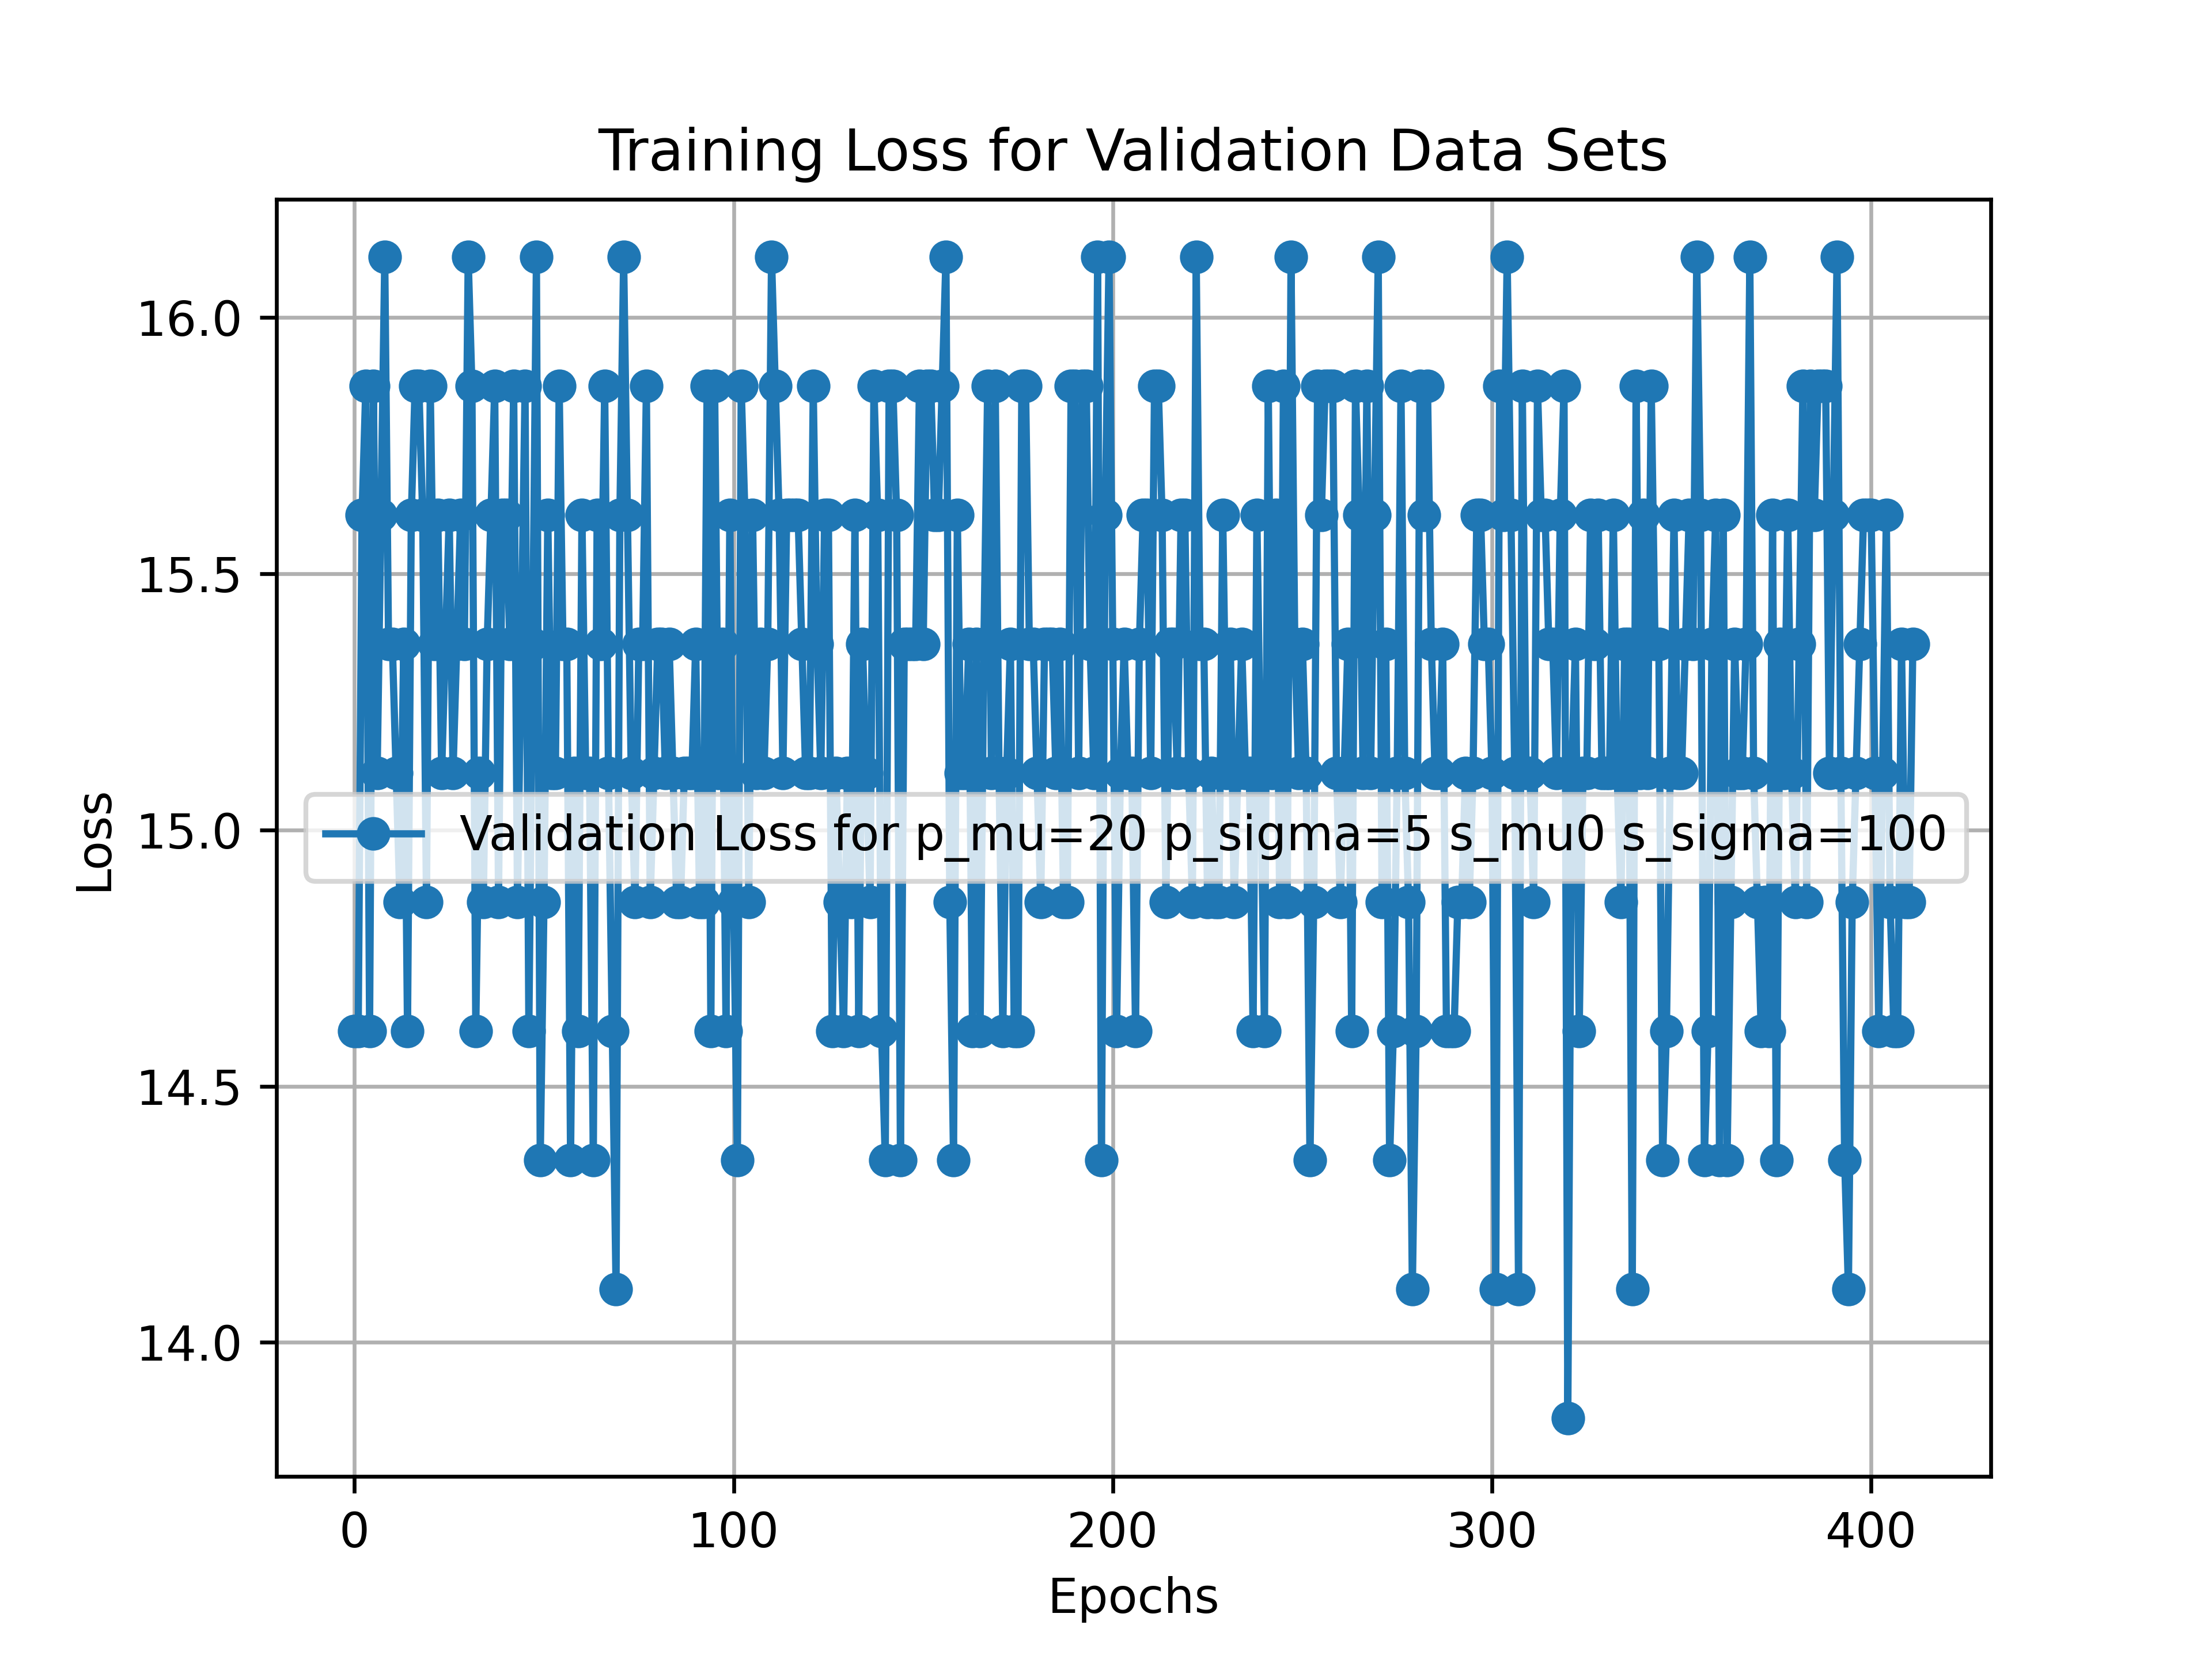 Training Loss for Validation Data Sets
16.0
15.5
15.0
14.5
14.0
Loss
Validation Loss for p_mu=20 p_sigma=5 s_mu0 s_sigma=100
0 100 200 300 400
Epochs